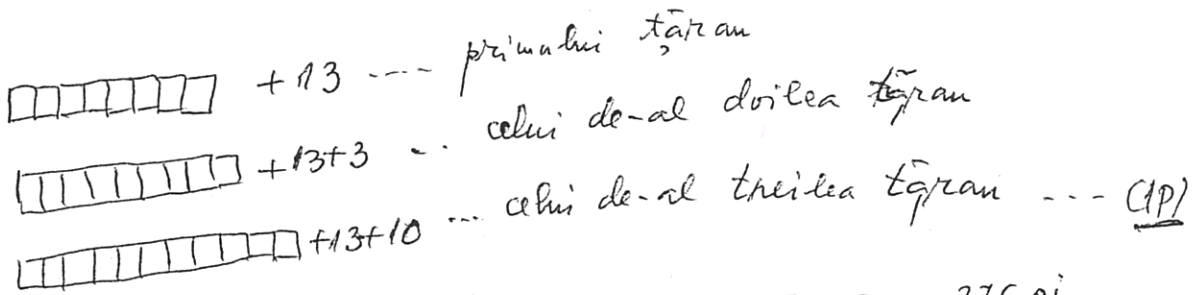 +13 ---- primului țăran
+13+3 -.. celui de-al doilea țăran
+13+10 ... celui de-al treilea țăran --- (1P)